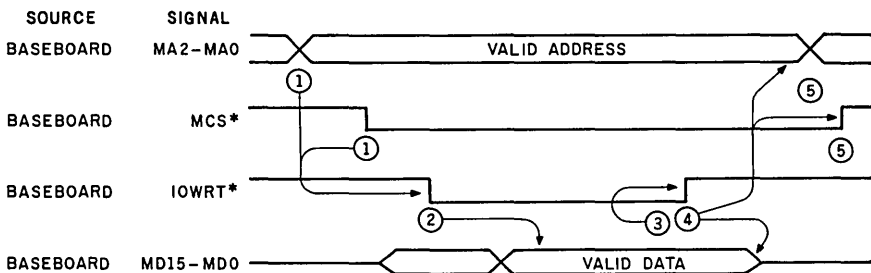 SOURCE SIGNAL
BASEBOARD MA2-MA0 VALID ADDRESS
1 5
BASEBOARD MCS*
1 5
BASEBOARD IOWRT*
2 3 4
BASEBOARD MD15-MD0 VALID DATA